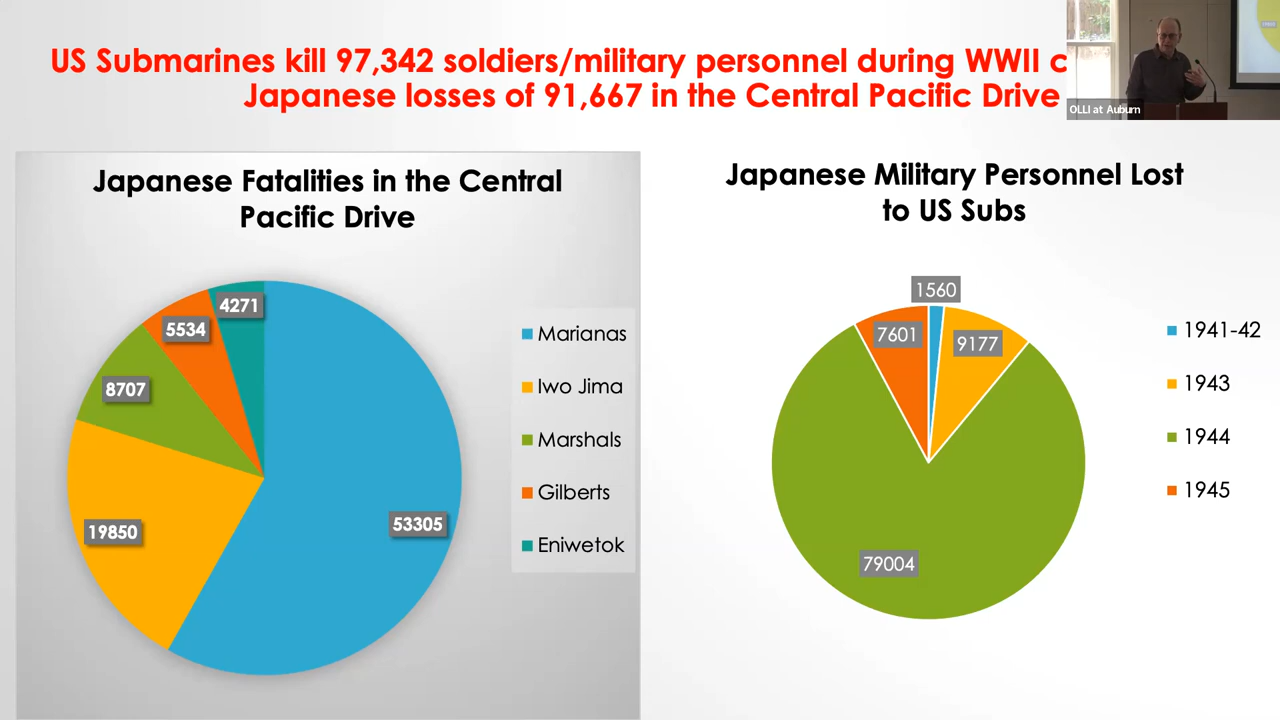 US Submarines kill 97,342 soldiers/military personnel during WWII c
Japanese losses of 91,667 in the Central Pacific Drive
OLLI at Auburn
Japanese Fatalities in the Central
Pacific Drive
4271
5534
8707
19850
53305
Marianas
Iwo Jima
Marshals
Gilberts
Eniwetok
Japanese Military Personnel Lost
to US Subs
1560
7601
9177
79004
1941-42
1943
1944
1945